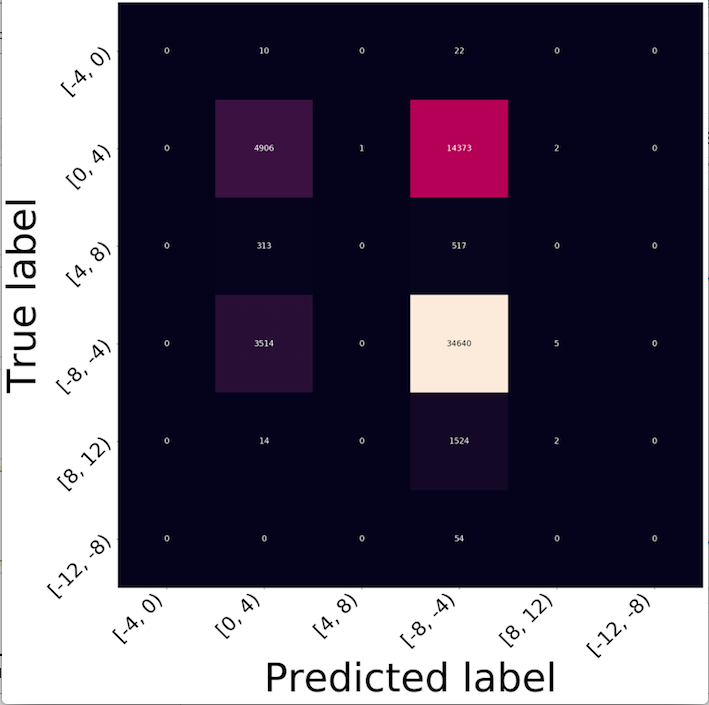 True label
[-4, 0) 0 10 0 22 0 0
[0, 4) 0 4906 1 14373 2 0
[4, 8) 0 313 0 517 0 0
[-8, -4) 0 3514 0 34640 5 0
[8, 12) 0 14 0 1524 2 0
[-12, -8) 0 0 0 54 0 0
[-4, 0) [0, 4) [4, 8) [-8, -4) [8, 12) [-12, -8)
Predicted label